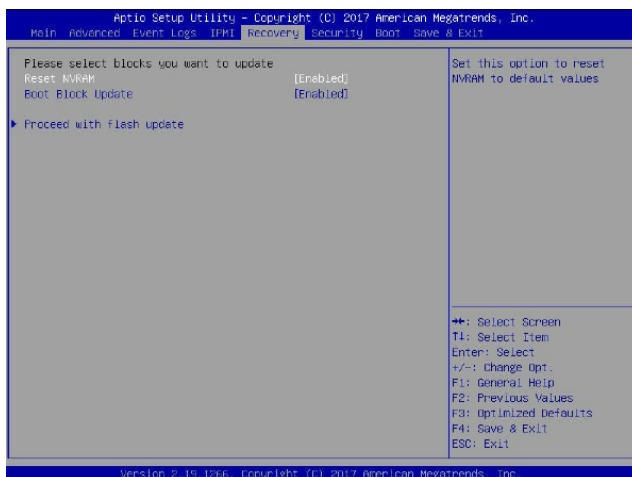 Aptio Setup Utility – Copyright (C) 2017 American Megatrends, Inc.
Main Advanced Event Logs IPMI Recovery Security Boot Save & Exit
Please select blocks you want to update
Reset NVRAM [Enabled]
Boot Block Update [Enabled]
Proceed with flash update
Set this option to reset
NVRAM to default values
→←: Select Screen
↑↓: Select Item
Enter: Select
+/-: Change Opt.
F1: General Help
F2: Previous Values
F3: Optimized Defaults
F4: Save & Exit
ESC: Exit
Version 2.19.1266. Copyright (C) 2017 American Megatrends, Inc.